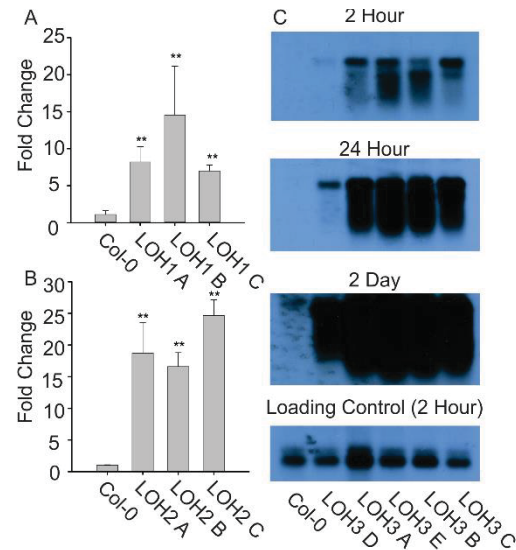 A
Fold Change
25
20
15
10
5
0
**
**
**
Col-0
LOH1 A
LOH1 B
LOH1 C
B
Fold Change
30
25
20
15
10
5
0
**
**
**
Col-0
LOH2 A
LOH2 B
LOH2 C
C
2 Hour
24 Hour
2 Day
Loading Control (2 Hour)
Col-0
LOH3 D
LOH3 A
LOH3 E
LOH3 B
LOH3 C